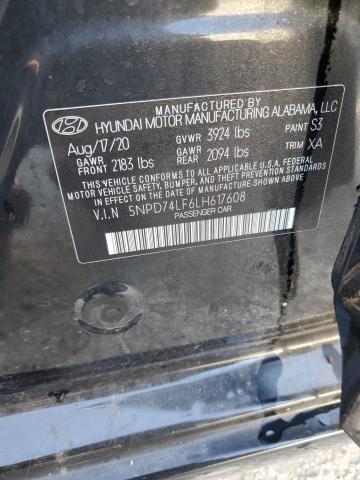 MANUFACTURED BY
HYUNDAI MOTOR MANUFACTURING ALABAMA, LLC
Aug/17/20 GVWR 3924 lbs PAINT S3
GAWR FRONT 2183 lbs GAWR REAR 2094 lbs TRIM XA
THIS VEHICLE CONFORMS TO ALL APPLICABLE U.S.A. FEDERAL
MOTOR VEHICLE SAFETY, BUMPER, AND THEFT PREVENTION
STANDARDS IN EFFECT ON THE DATE OF MANUFACTURE SHOWN ABOVE.
V.I.N 5NPD74LF6LH617608
PASSENGER CAR